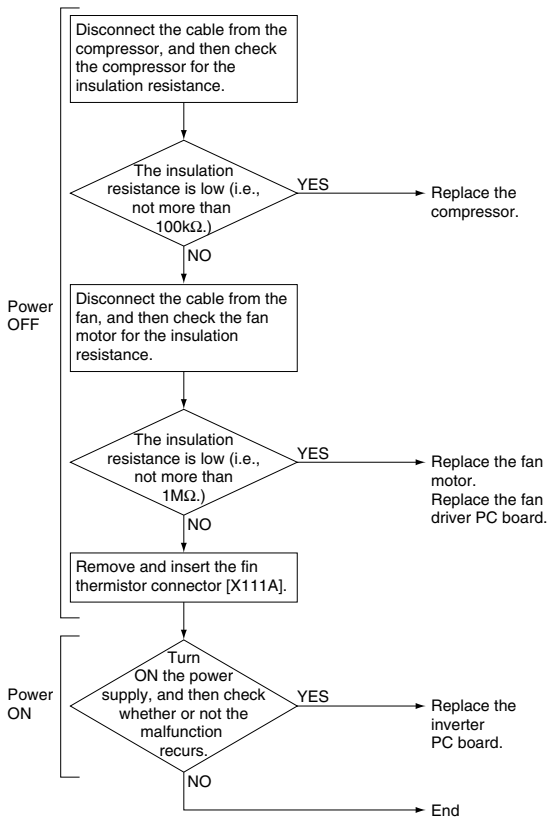 Disconnect the cable from the
compressor, and then check
the compressor for the
insulation resistance.
The insulation
resistance is low (i.e.,
not more than
100kΩ.)
YES
Replace the
compressor.
NO
Power
OFF
Disconnect the cable from the
fan, and then check the fan
motor for the insulation
resistance.
The insulation
resistance is low (i.e.,
not more than
1MΩ.)
YES
Replace the fan
motor.
Replace the fan
driver PC board.
NO
Remove and insert the fin
thermistor connector [X111A].
Power
ON
Turn
ON the power
supply, and then check
whether or not the
malfunction
recurs.
YES
Replace the
inverter
PC board.
NO
End